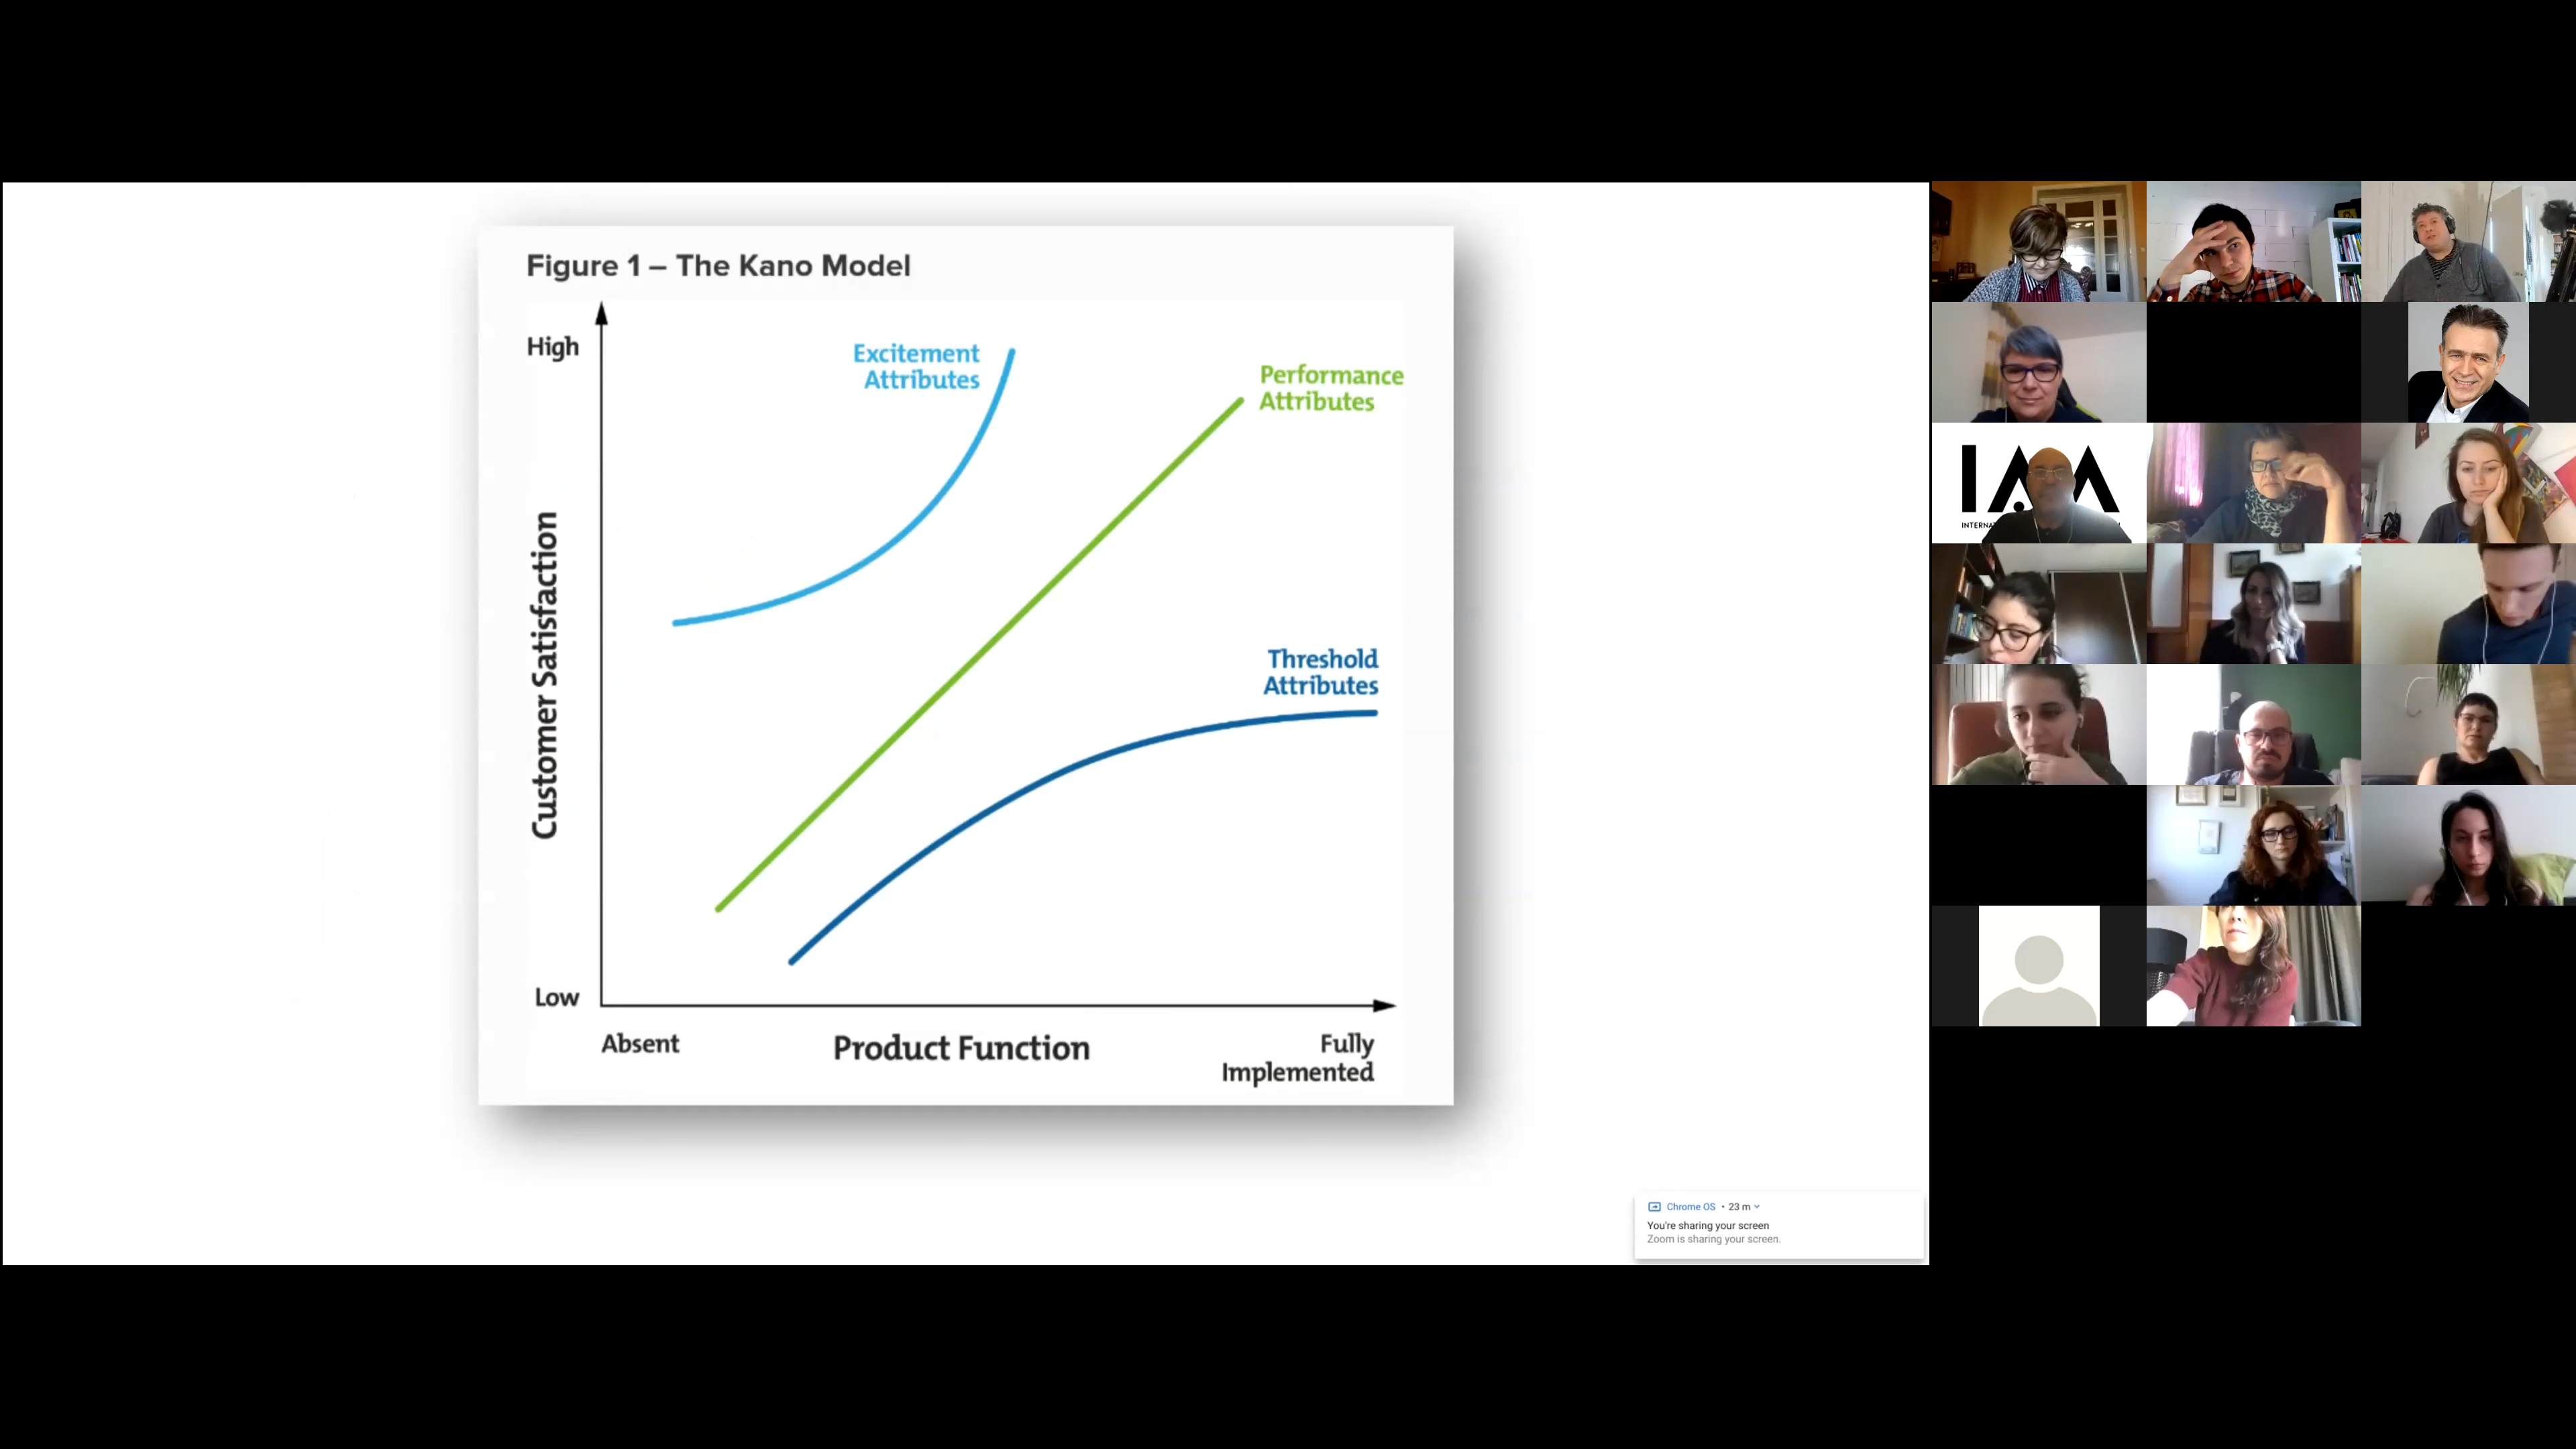 Figure 1 – The Kano Model
High
Excitement
Attributes
Performance
Attributes
Customer Satisfaction
Threshold
Attributes
Low
Absent
Product Function
Fully
Implemented
IAM
Chrome OS • 23 m
You're sharing your screen
Zoom is sharing your screen.